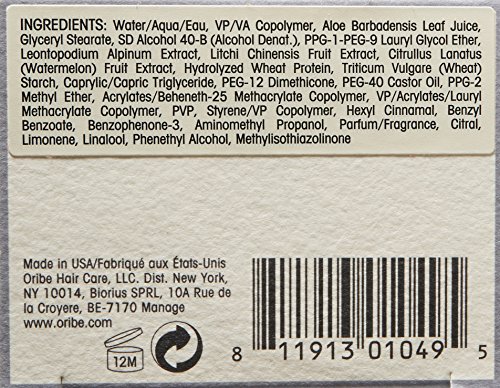 INGREDIENTS: Water/Aqua/Eau, VP/VA Copolymer, Aloe Barbadensis Leaf Juice,
Glyceryl Stearate, SD Alcohol 40-B (Alcohol Denat.), PPG-1-PEG-9 Lauryl Glycol Ether,
Leontopodium Alpinum Extract, Litchi Chinensis Fruit Extract, Citrullus Lanatus
(Watermelon) Fruit Extract, Hydrolyzed Wheat Protein, Triticum Vulgare (Wheat)
Starch, Caprylic/Capric Triglyceride, PEG-12 Dimethicone, PEG-40 Castor Oil, PPG-2
Methyl Ether, Acrylates/Beheneth-25 Methacrylate Copolymer, VP/Acrylates/Lauryl
Methacrylate Copolymer, PVP, Styrene/VP Copolymer, Hexyl Cinnamal, Benzyl
Benzoate, Benzophenone-3, Aminomethyl Propanol, Parfum/Fragrance, Citral,
Limonene, Linalool, Phenethyl Alcohol, Methylisothiazolinone
Made in USA/Fabriqué aux États-Unis
Oribe Hair Care, LLC. Dist. New York,
NY 10014, Biorius SPRL, 10A Rue de
la Croyere, BE-7170 Manage
www.oribe.com
12M
8 11913 01049 5